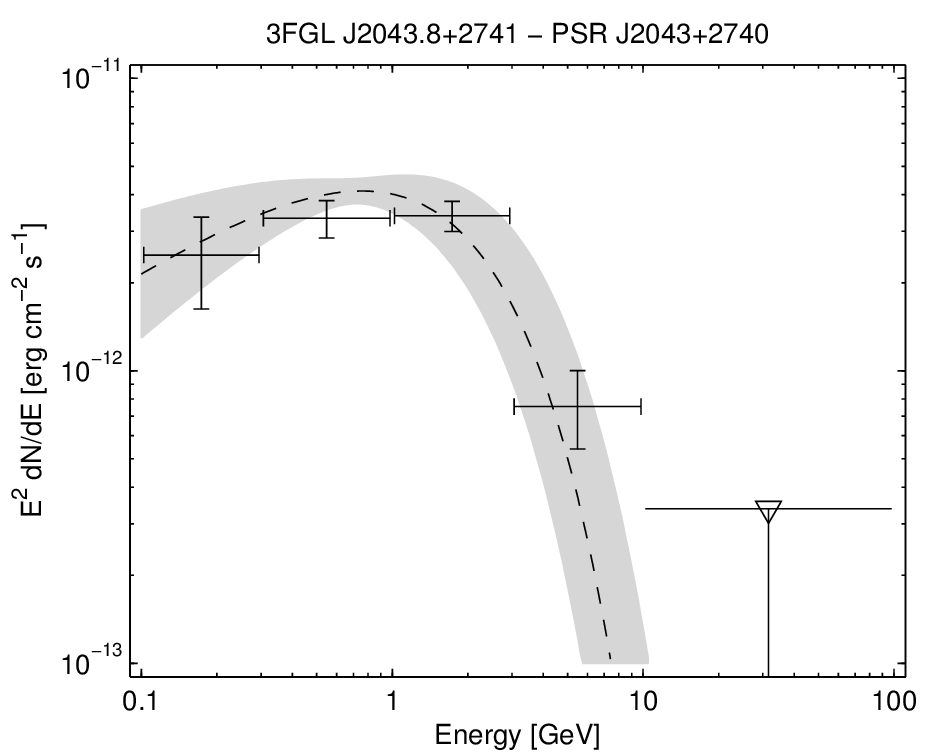 3FGL J2043.8+2741 − PSR J2043+2740
10⁻¹¹
10⁻¹²
10⁻¹³
E² dN/dE [erg cm⁻² s⁻¹]
0.1 1 10 100
Energy [GeV]